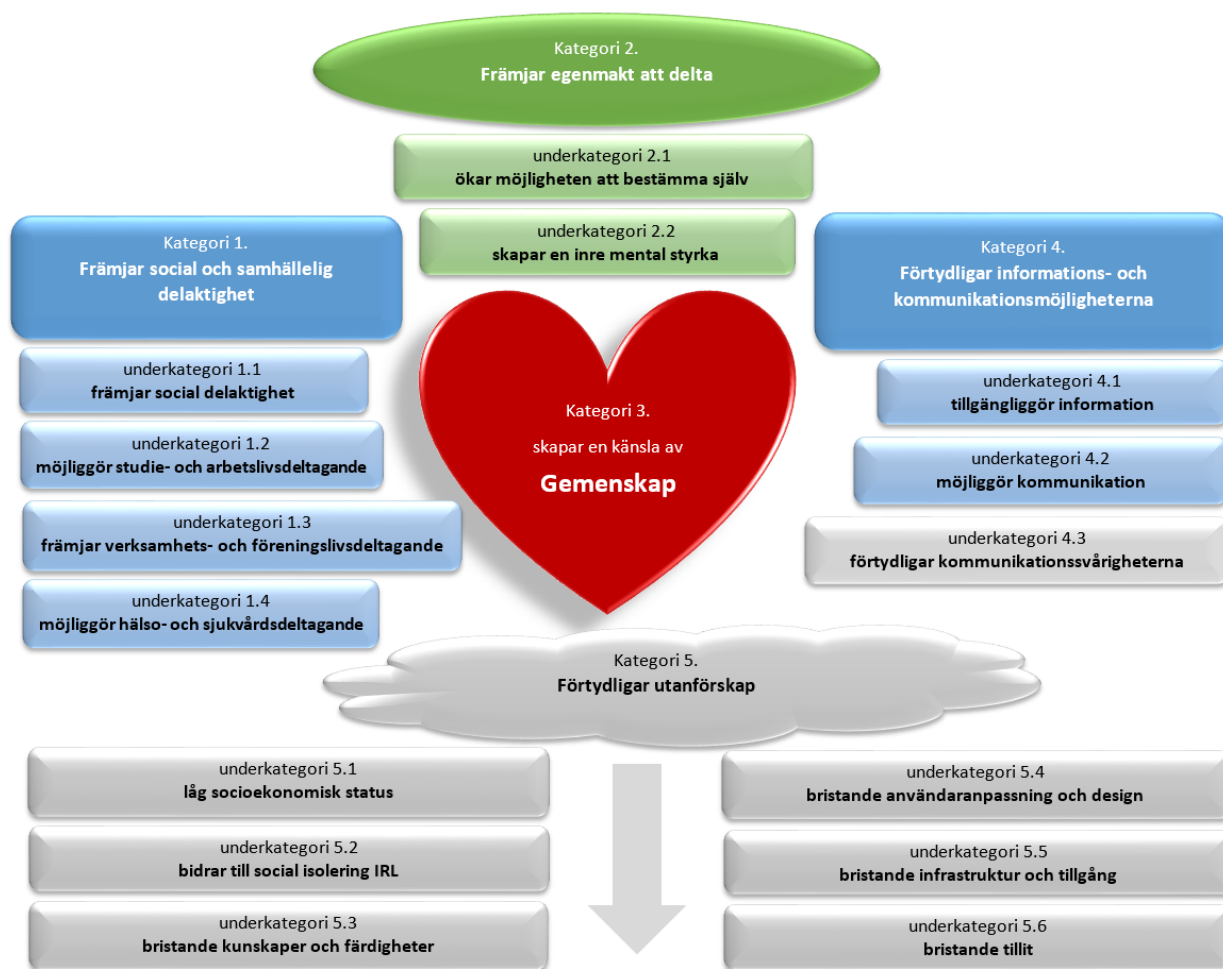 Kategori 2.
Främjar egenmakt att delta
underkategori 2.1
ökar möjligheten att bestämma själv
underkategori 2.2
skapar en inre mental styrka
Kategori 1.
Främjar social och samhällelig
delaktighet
underkategori 1.1
främjar social delaktighet
underkategori 1.2
möjliggör studie- och arbetslivsdeltagande
underkategori 1.3
främjar verksamhets- och föreningslivsdeltagande
underkategori 1.4
möjliggör hälso- och sjukvårdsdeltagande
Kategori 3.
skapar en känsla av
Gemenskap
Kategori 4.
Förtydligar informations- och
kommunikationsmöjligheterna
underkategori 4.1
tillgängliggör information
underkategori 4.2
möjliggör kommunikation
underkategori 4.3
förtydligar kommunikationssvårigheterna
Kategori 5.
Förtydligar utanförskap
underkategori 5.1
låg socioekonomisk status
underkategori 5.2
bidrar till social isolering IRL
underkategori 5.3
bristande kunskaper och färdigheter
underkategori 5.4
bristande användaranpassning och design
underkategori 5.5
bristande infrastruktur och tillgång
underkategori 5.6
bristande tillit